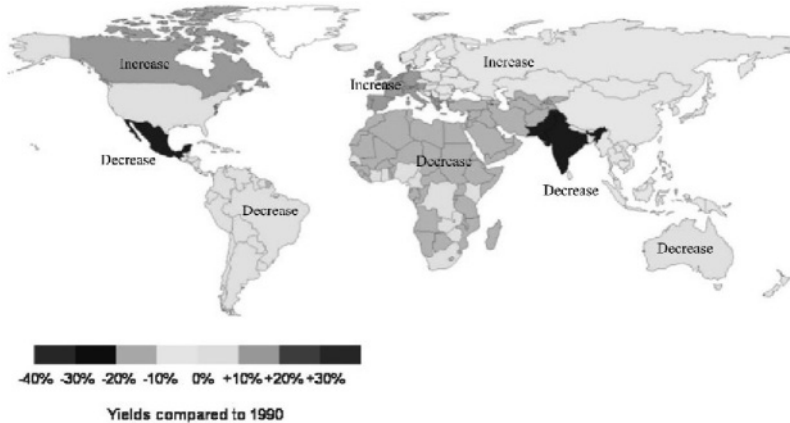 Increase
Increase
Increase
Decrease
Decrease
Decrease
Decrease
Decrease
-40% -30% -20% -10% 0% +10% +20% +30%
Yields compared to 1990